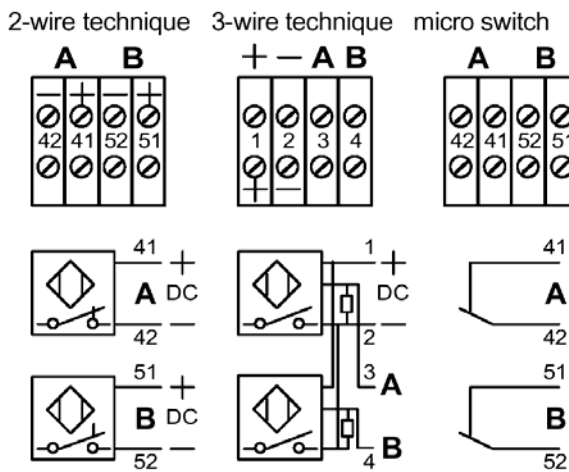 2-wire technique 3-wire technique micro switch
A B + − A B A B
− + − +
42 41 52 51 1 2 3 4 42 41 52 51
+ −
41 + 1 + 41
A DC DC A
42 − 2 − 42
3 A
51 + 51
B DC B
52 − 4 B 52